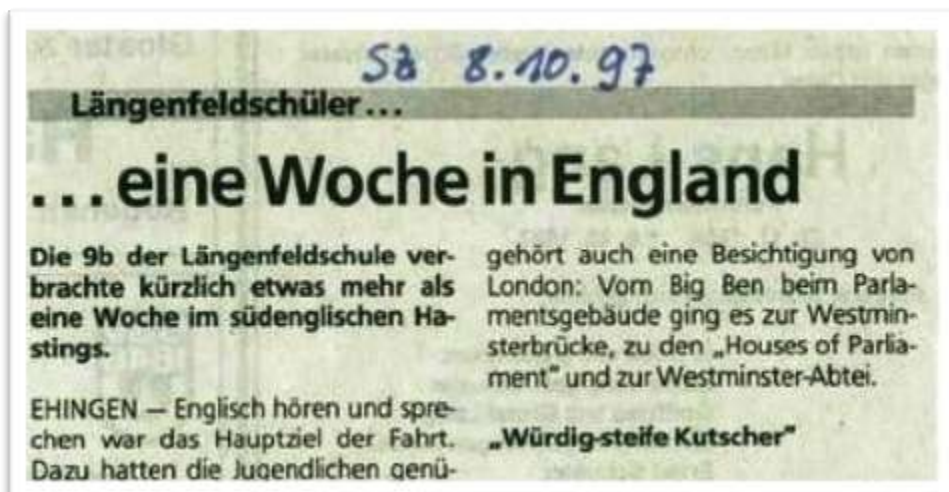 SZ 8.10.97
Längenfeldschüler...
...eine Woche in England
Die 9b der Längenfeldschule ver-
brachte kürzlich etwas mehr als
eine Woche im südenglischen Ha-
stings.
EHINGEN — Englisch hören und spre-
chen war das Hauptziel der Fahrt.
Dazu hatten die Jugendlichen genü-
gehört auch eine Besichtigung von
London: Vom Big Ben beim Parla-
mentsgebäude ging es zur Westmin-
sterbrücke, zu den „Houses of Parlia-
ment" und zur Westminster-Abtei.
„Würdig-steife Kutscher"